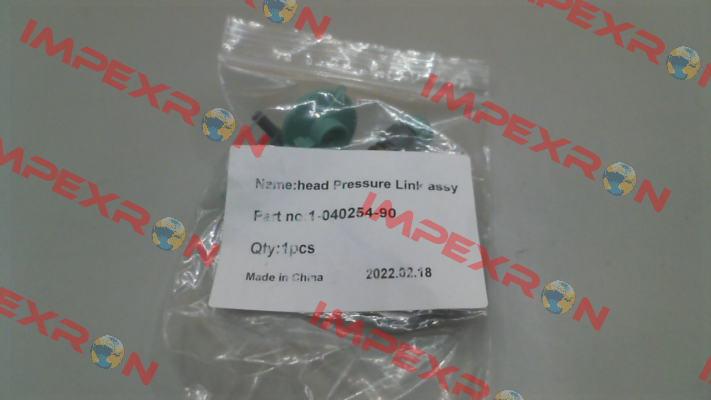 IMPEXRON
IMPEXRON
IMPEXRON
IMPEXRON
IMPEXRON
IMPEXRON
IMPEXRON
Name:head Pressure Link assy
Part no:1-040254-90
Qty:1pcs
Made in China 2022.02.18